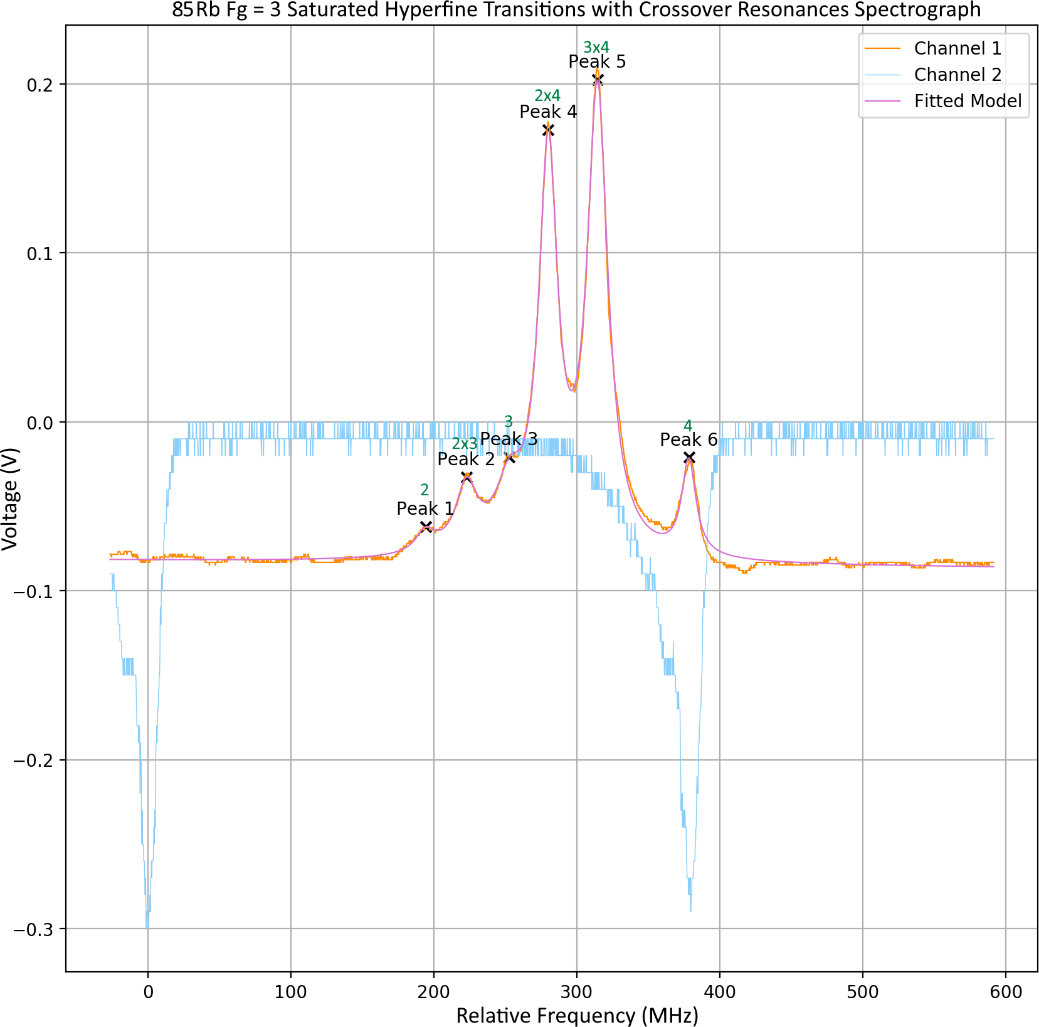 85Rb Fg = 3 Saturated Hyperfine Transitions with Crossover Resonances Spectrograph
Channel 1
Channel 2
Fitted Model
3x4
Peak 5
2x4
Peak 4
3
Peak 3
2x3
Peak 2
4
Peak 6
2
Peak 1
Voltage (V)
0.2
0.1
0.0
−0.1
−0.2
−0.3
0 100 200 300 400 500 600
Relative Frequency (MHz)